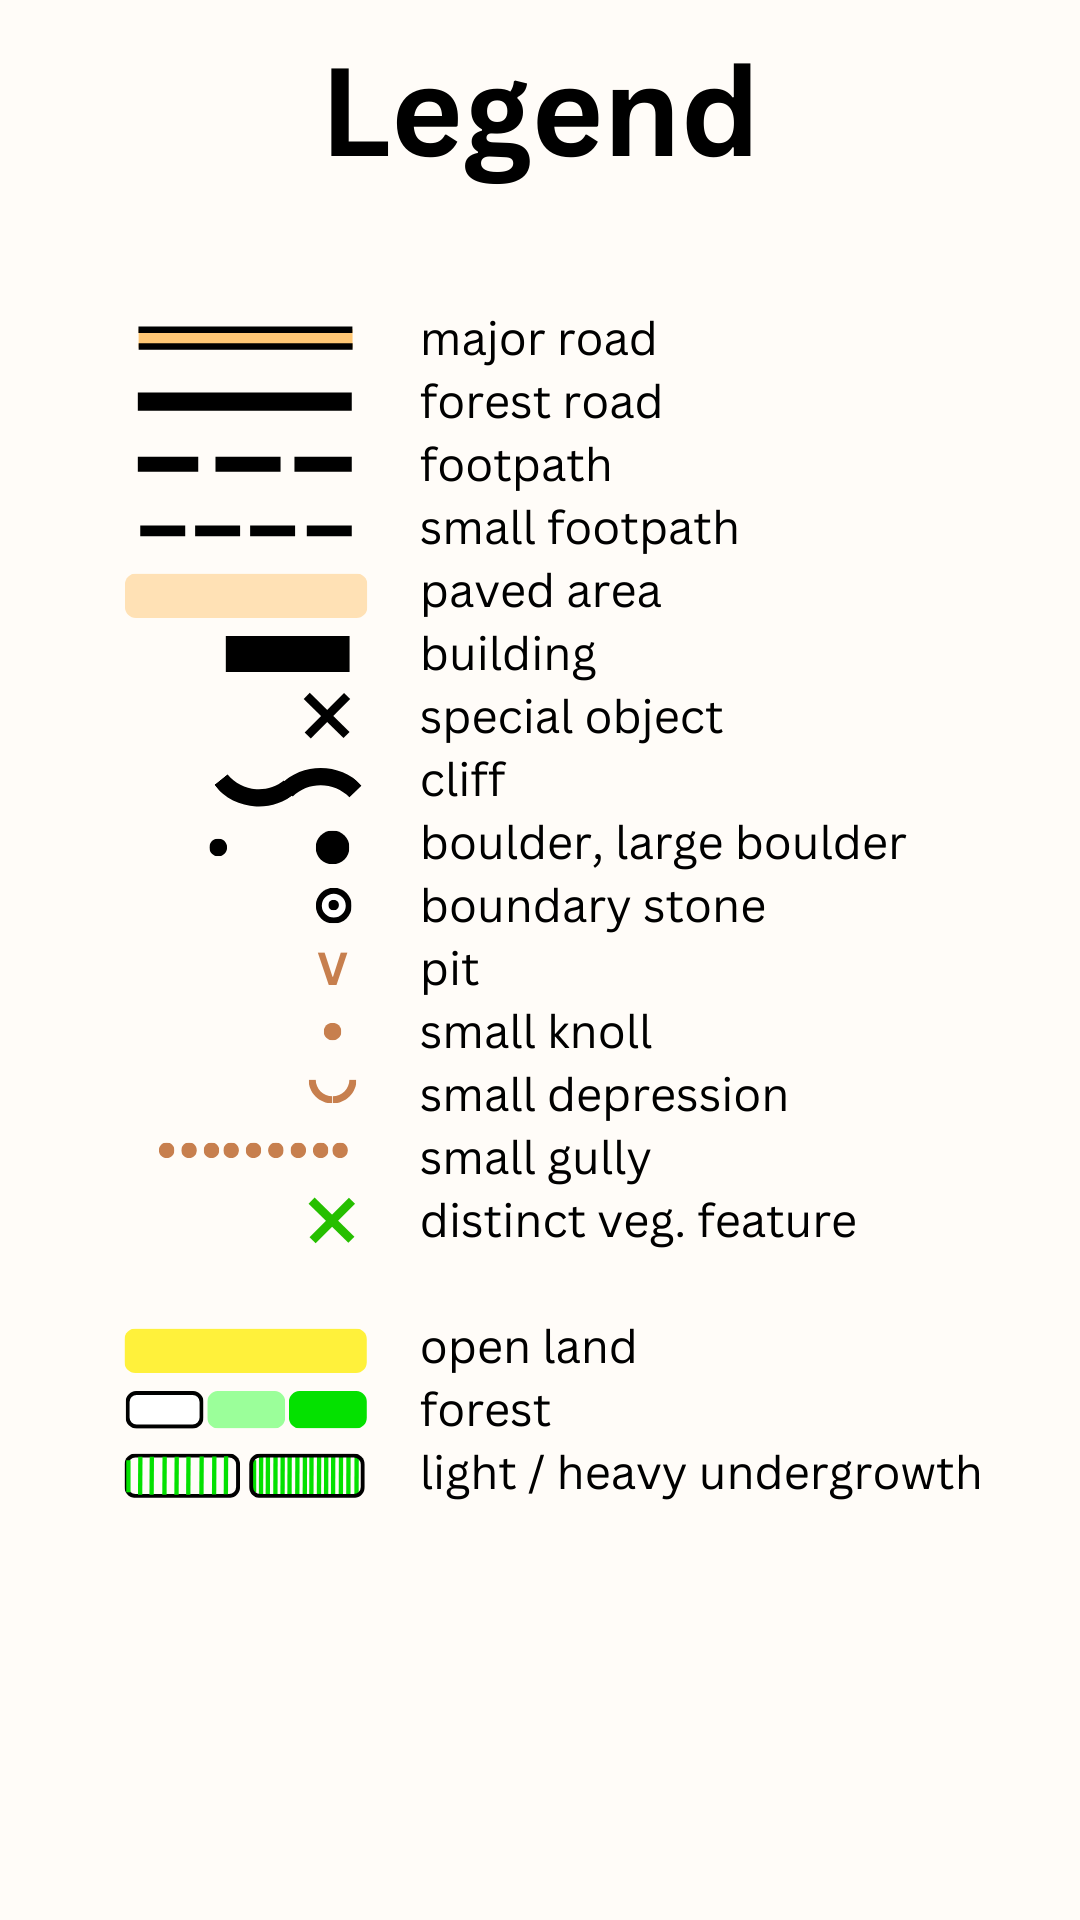 Legend
major road
forest road
footpath
small footpath
paved area
building
special object
cliff
boulder, large boulder
boundary stone
pit
small knoll
small depression
small gully
distinct veg. feature
open land
forest
light / heavy undergrowth